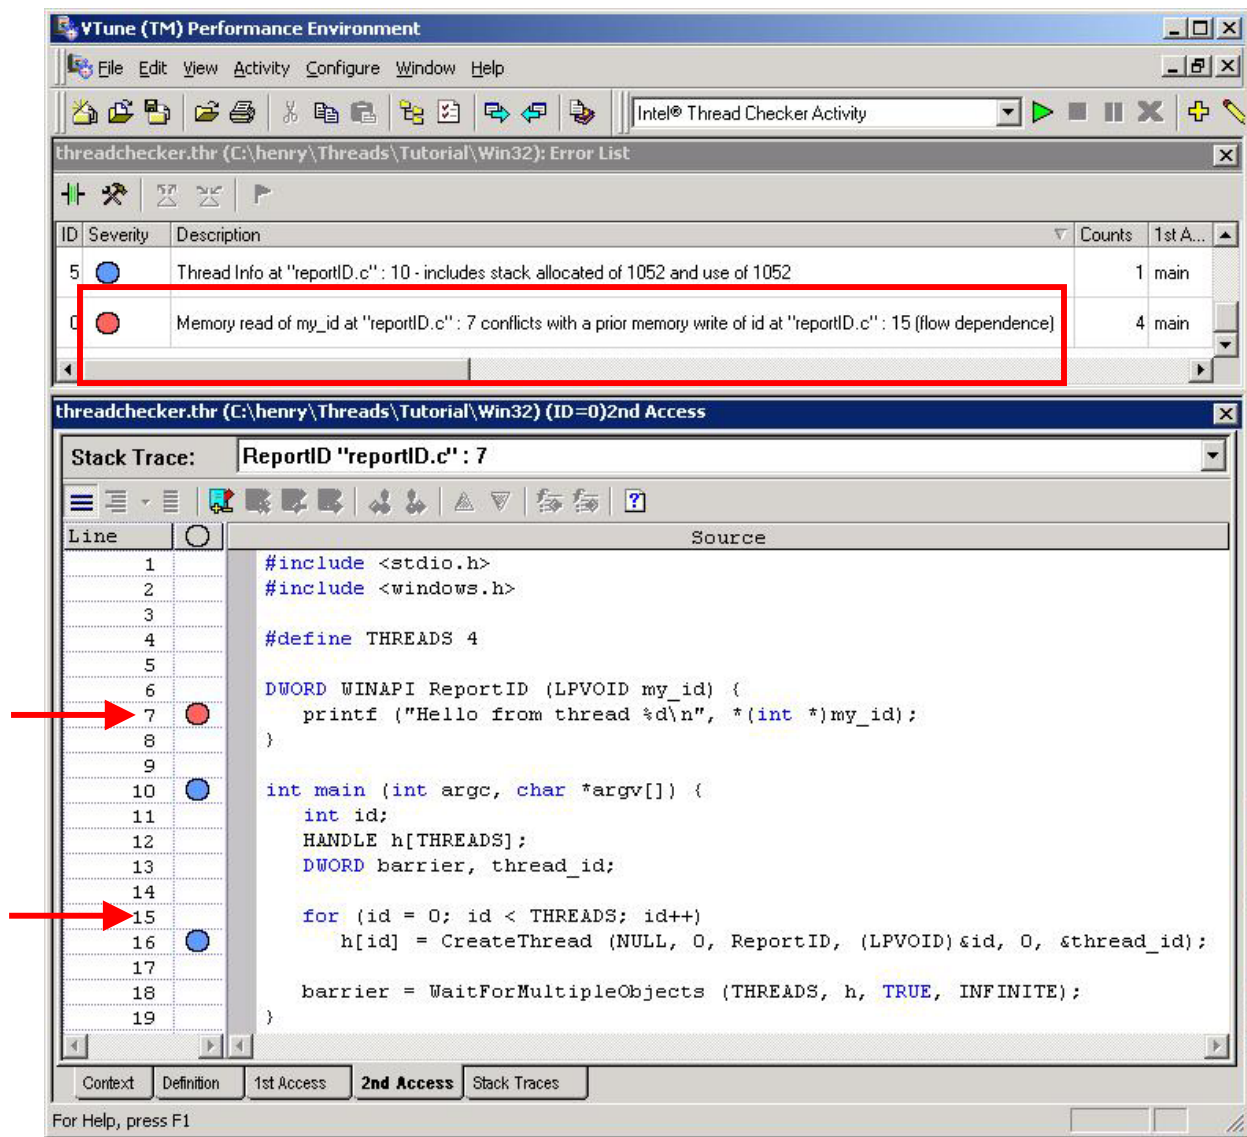 VTune (TM) Performance Environment
File Edit View Activity Configure Window Help
Intel® Thread Checker Activity
threadchecker.thr (C:\henry\Threads\Tutorial\Win32): Error List
ID Severity Description Counts 1st A...
5 Thread Info at "reportID.c" : 10 - includes stack allocated of 1052 and use of 1052 1 main
0 Memory read of my_id at "reportID.c" : 7 conflicts with a prior memory write of id at "reportID.c" : 15 (flow dependence) 4 main
threadchecker.thr (C:\henry\Threads\Tutorial\Win32) (ID=0)2nd Access
Stack Trace: ReportID "reportID.c" : 7
Line Source
1 #include <stdio.h>
2 #include <windows.h>
3
4 #define THREADS 4
5
6 DWORD WINAPI ReportID (LPVOID my_id) {
7 printf ("Hello from thread %d\n", *(int *)my_id);
8 }
9
10 int main (int argc, char *argv[]) {
11 int id;
12 HANDLE h[THREADS];
13 DWORD barrier, thread_id;
14
15 for (id = 0; id < THREADS; id++)
16 h[id] = CreateThread (NULL, 0, ReportID, (LPVOID)&id, 0, &thread_id);
17
18 barrier = WaitForMultipleObjects (THREADS, h, TRUE, INFINITE);
19 }
Context Definition 1st Access 2nd Access Stack Traces
For Help, press F1